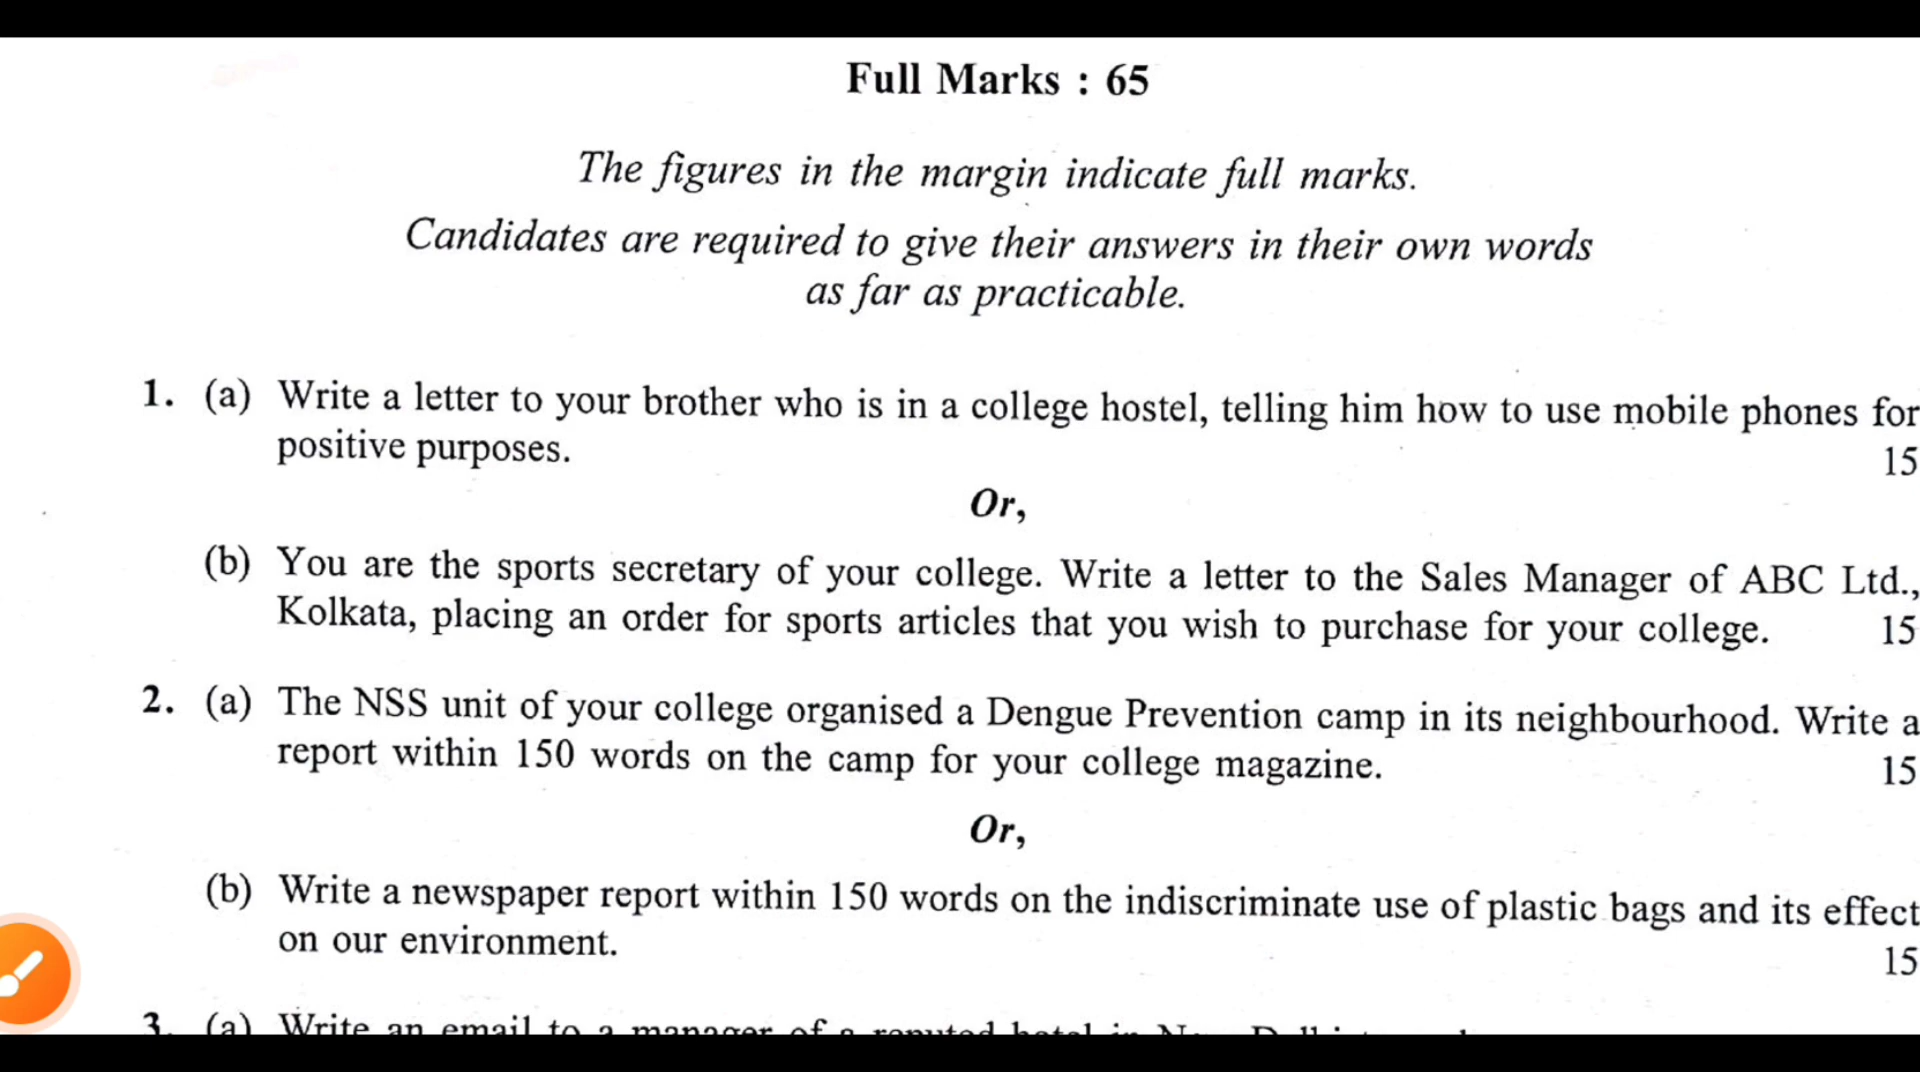 Full Marks : 65
The figures in the margin indicate full marks.
Candidates are required to give their answers in their own words
as far as practicable.
1. (a) Write a letter to your brother who is in a college hostel, telling him how to use mobile phones for
positive purposes. 15
Or,
(b) You are the sports secretary of your college. Write a letter to the Sales Manager of ABC Ltd.,
Kolkata, placing an order for sports articles that you wish to purchase for your college. 15
2. (a) The NSS unit of your college organised a Dengue Prevention camp in its neighbourhood. Write a
report within 150 words on the camp for your college magazine. 15
Or,
(b) Write a newspaper report within 150 words on the indiscriminate use of plastic bags and its effect
on our environment. 15
3. (a) Write an email to a manager of a reputed hotel in